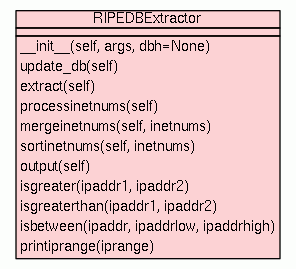 RIPEDBExtractor
__init__(self, args, dbh=None)
update_db(self)
extract(self)
processinetnums(self)
mergeinetnums(self, inetnums)
sortinetnums(self, inetnums)
output(self)
isgreater(ipaddr1, ipaddr2)
isgreaterthan(ipaddr1, ipaddr2)
isbetween(ipaddr, ipaddrlow, ipaddrhigh)
printiprange(iprange)